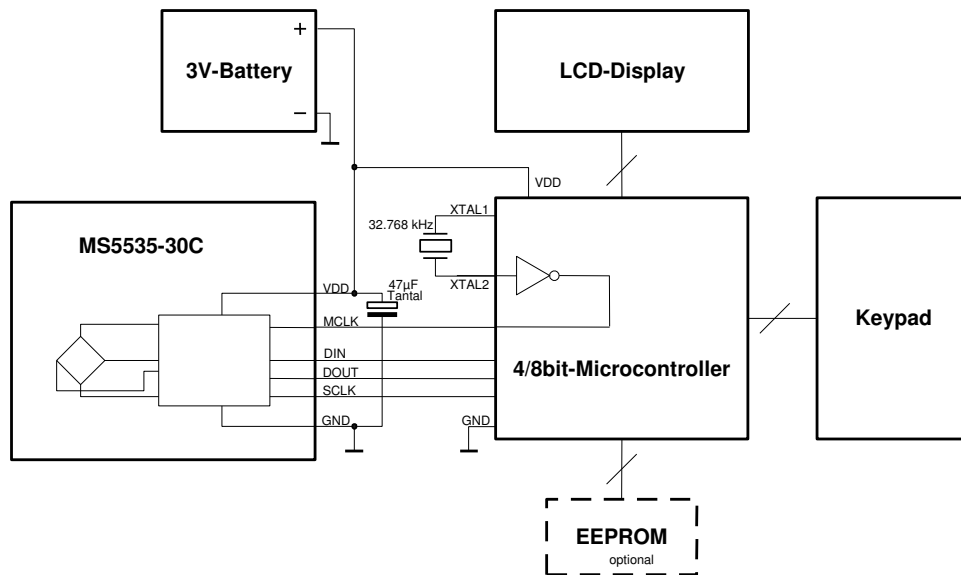 +
3V-Battery
−
LCD-Display
VDD
MS5535-30C
32.768 kHz
XTAL1
XTAL2
47µF
Tantal
VDD
MCLK
DIN
DOUT
SCLK
GND
GND
4/8bit-Microcontroller
Keypad
EEPROM
optional